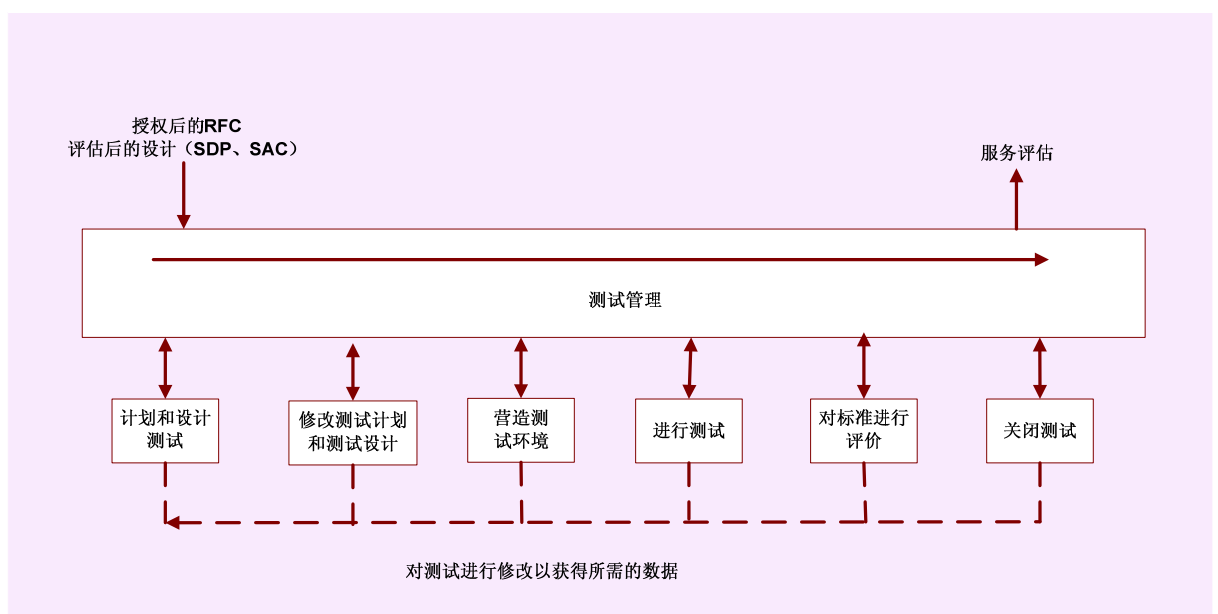 授权后的RFC
评估后的设计（SDP、SAC）
服务评估
测试管理
计划和设计
测试
修改测试计划
和测试设计
营造测
试环境
进行测试
对标准进行
评价
关闭测试
对测试进行修改以获得所需的数据